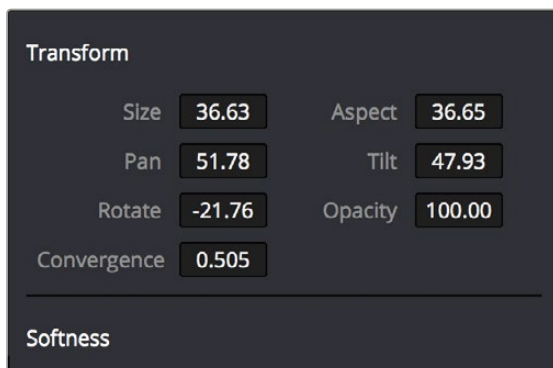 Transform
Size 36.63 Aspect 36.65
Pan 51.78 Tilt 47.93
Rotate -21.76 Opacity 100.00
Convergence 0.505
Softness